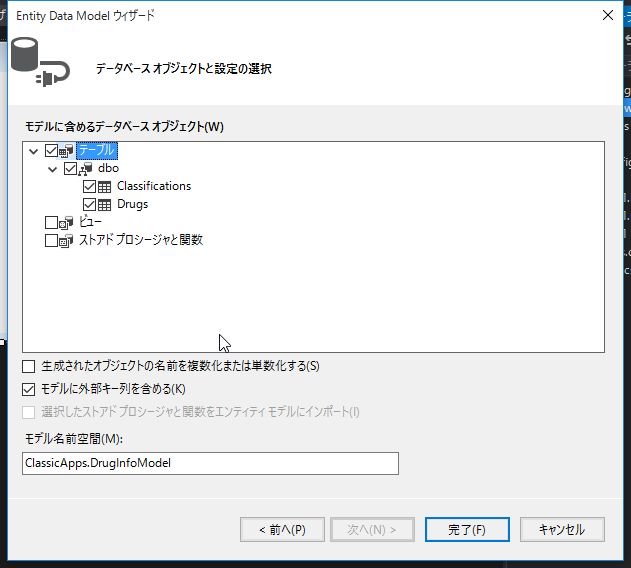 Entity Data Model ウィザード
データベース オブジェクトと設定の選択
モデルに含めるデータベース オブジェクト(W)
テーブル
dbo
Classifications
Drugs
ビュー
ストアド プロシージャと関数
生成されたオブジェクトの名前を複数化または単数化する(S)
モデルに外部キー列を含める(K)
選択したストアド プロシージャと関数をエンティティ モデルにインポート(I)
モデル名前空間(M):
ClassicApps.DrugInfoModel
< 前へ(P)
次へ(N) >
完了(F)
キャンセル